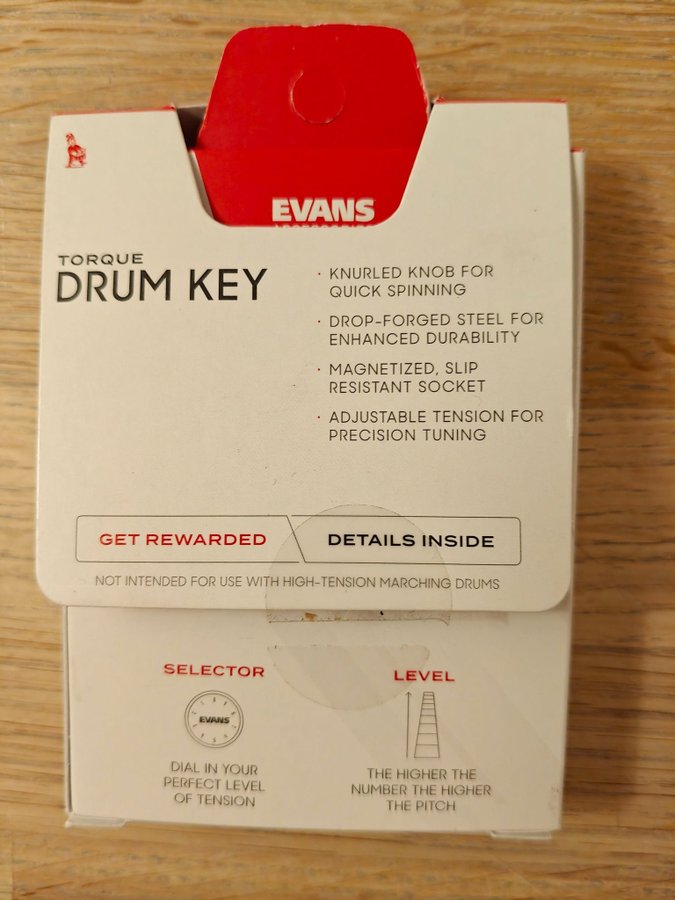 EVANS
TORQUE
DRUM KEY
· KNURLED KNOB FOR
QUICK SPINNING
· DROP-FORGED STEEL FOR
ENHANCED DURABILITY
· MAGNETIZED, SLIP
RESISTANT SOCKET
· ADJUSTABLE TENSION FOR
PRECISION TUNING
GET REWARDED
DETAILS INSIDE
NOT INTENDED FOR USE WITH HIGH-TENSION MARCHING DRUMS
SELECTOR
EVANS
DIAL IN YOUR
PERFECT LEVEL
OF TENSION
LEVEL
THE HIGHER THE
NUMBER THE HIGHER
THE PITCH